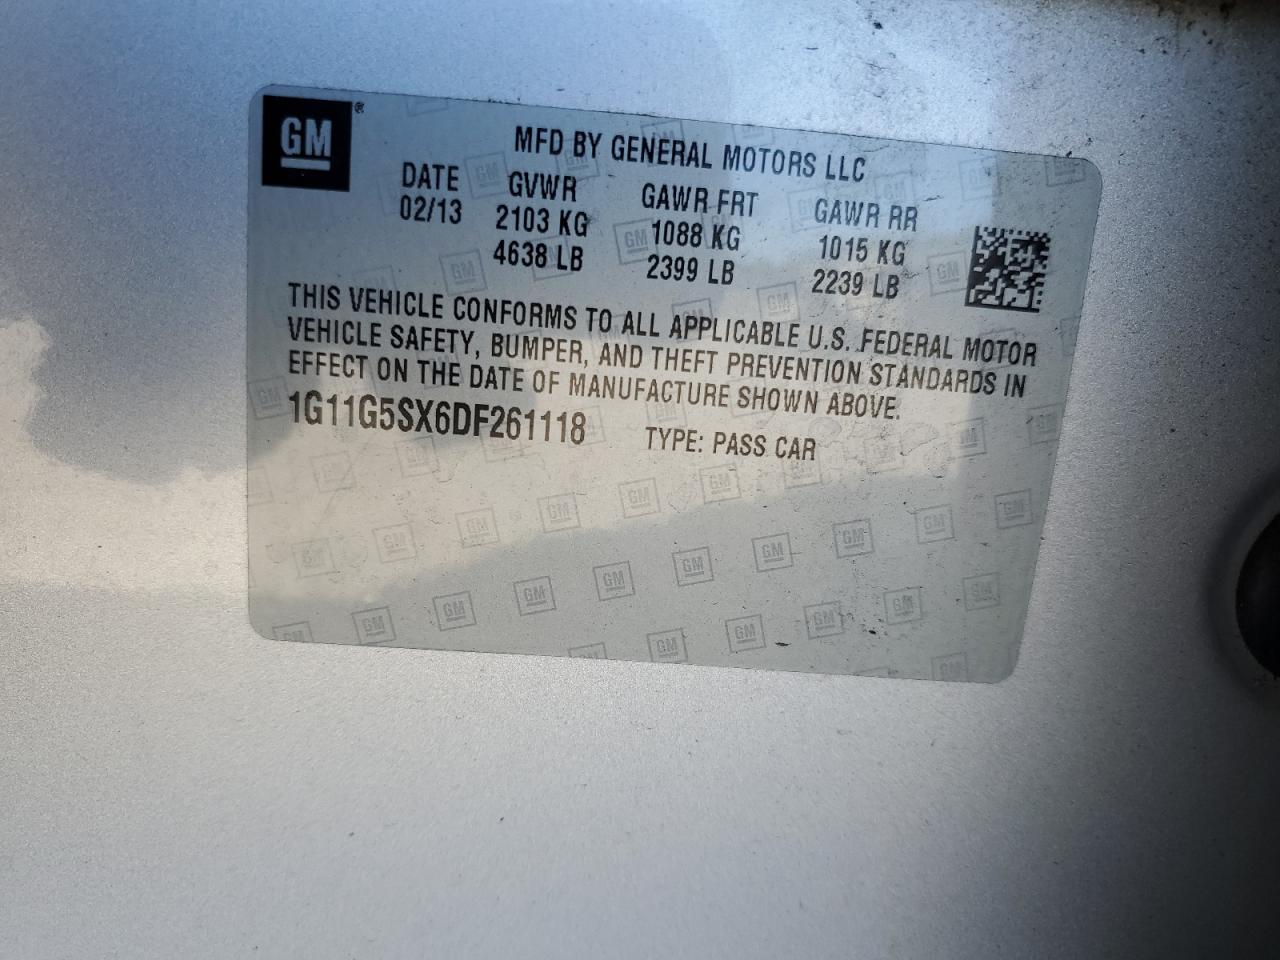 GM®
MFD BY GENERAL MOTORS LLC
DATE GVWR GAWR FRT GAWR RR
02/13 2103 KG 1088 KG 1015 KG
4638 LB 2399 LB 2239 LB
THIS VEHICLE CONFORMS TO ALL APPLICABLE U.S. FEDERAL MOTOR
VEHICLE SAFETY, BUMPER, AND THEFT PREVENTION STANDARDS IN
EFFECT ON THE DATE OF MANUFACTURE SHOWN ABOVE.
1G11G5SX6DF261118 TYPE: PASS CAR